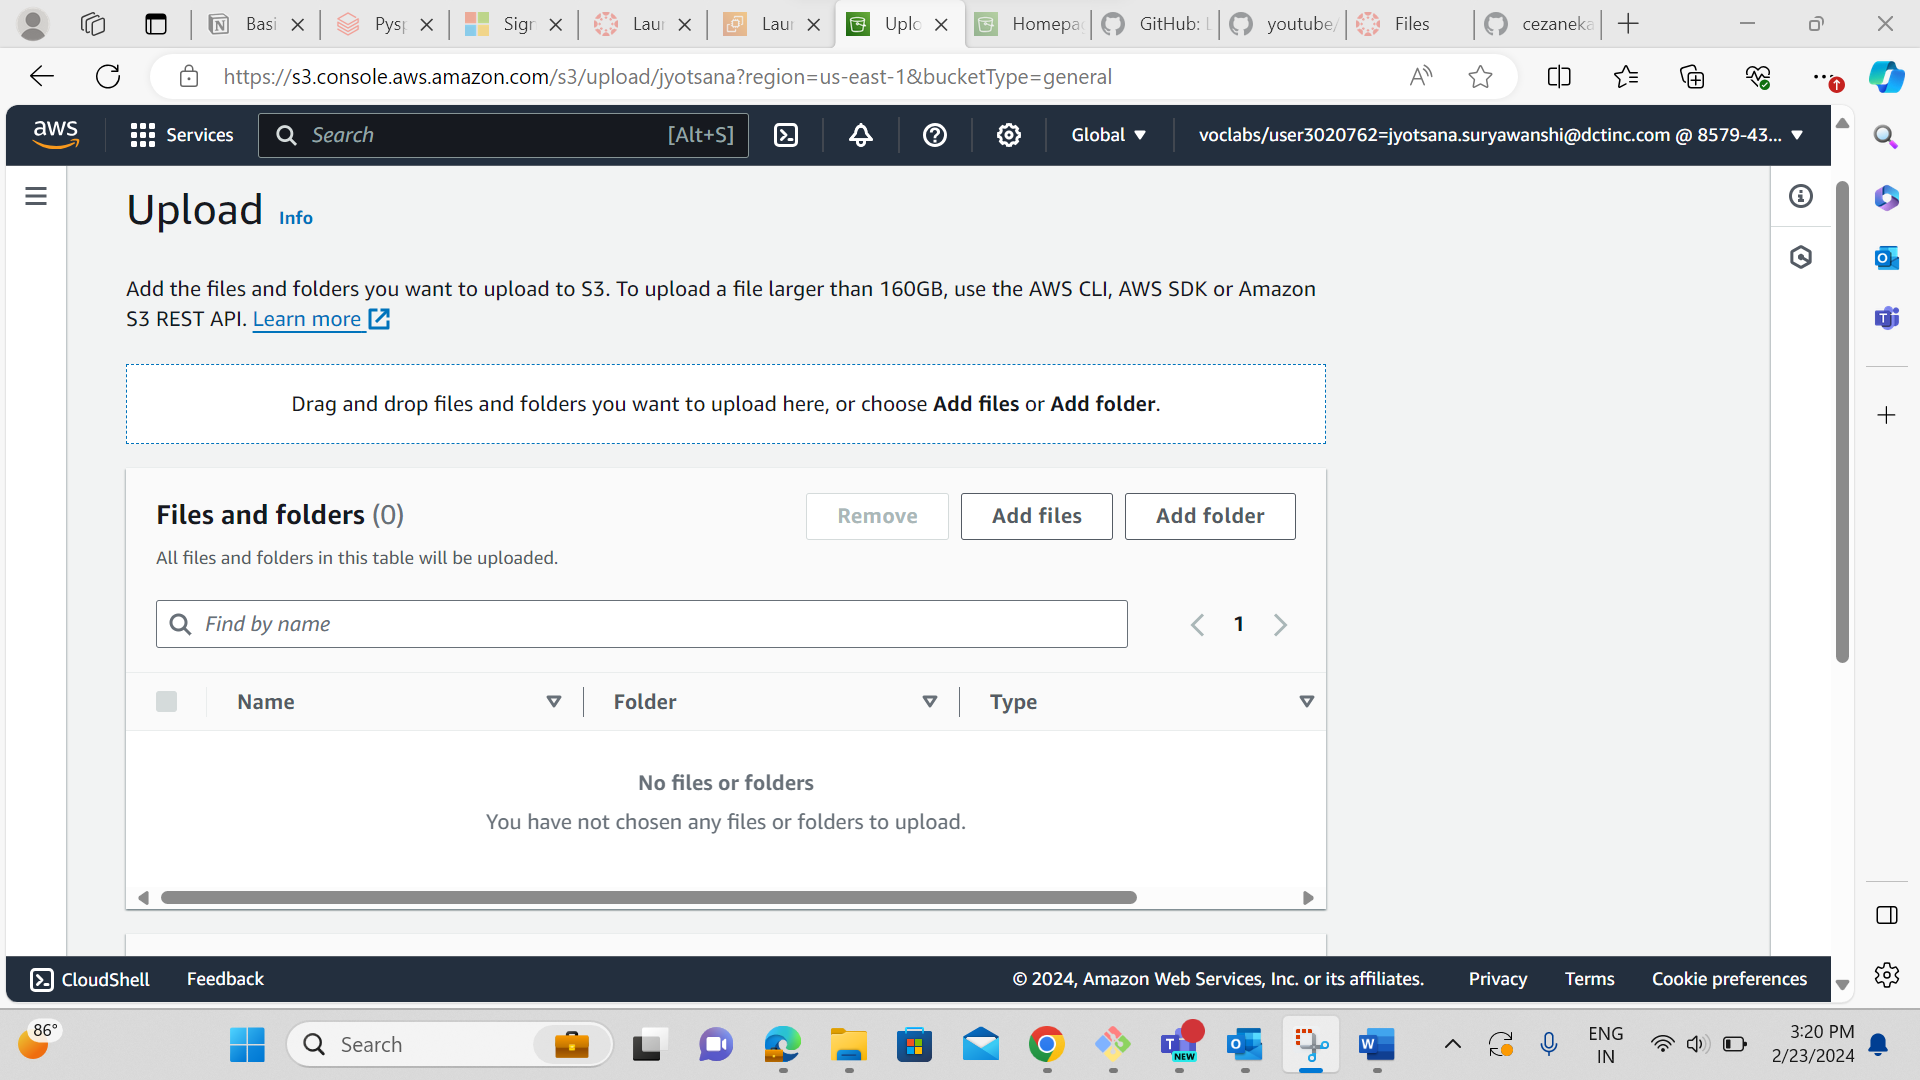 Basi
Pysp
Sign
Laun
Laun
Uplo
Homepa
GitHub: L
youtube/
Files
cezaneka
https://s3.console.aws.amazon.com/s3/upload/jyotsana?region=us-east-1&bucketType=general
aws
Services
Search
[Alt+S]
Global
voclabs/user3020762=jyotsana.suryawanshi@dctinc.com @ 8579-43...
Upload Info
Add the files and folders you want to upload to S3. To upload a file larger than 160GB, use the AWS CLI, AWS SDK or Amazon
S3 REST API. Learn more
Drag and drop files and folders you want to upload here, or choose Add files or Add folder.
Files and folders (0)
Remove
Add files
Add folder
All files and folders in this table will be uploaded.
Find by name
1
Name
Folder
Type
No files or folders
You have not chosen any files or folders to upload.
CloudShell
Feedback
© 2024, Amazon Web Services, Inc. or its affiliates.
Privacy
Terms
Cookie preferences
86°
Search
NEW
ENG
IN
3:20 PM
2/23/2024